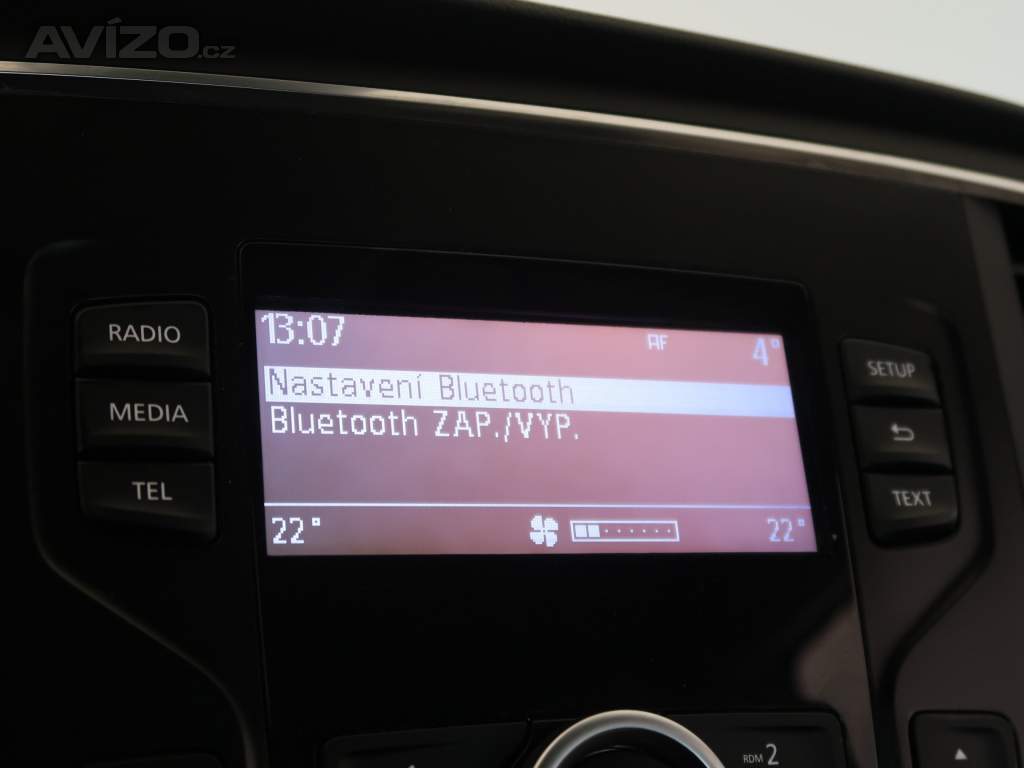 AVÍZO.cz
RADIO
MEDIA
TEL
13:07
AF
4°
Nastavení Bluetooth
Bluetooth ZAP./VYP.
22°
22°
SETUP
TEXT
RDM 2